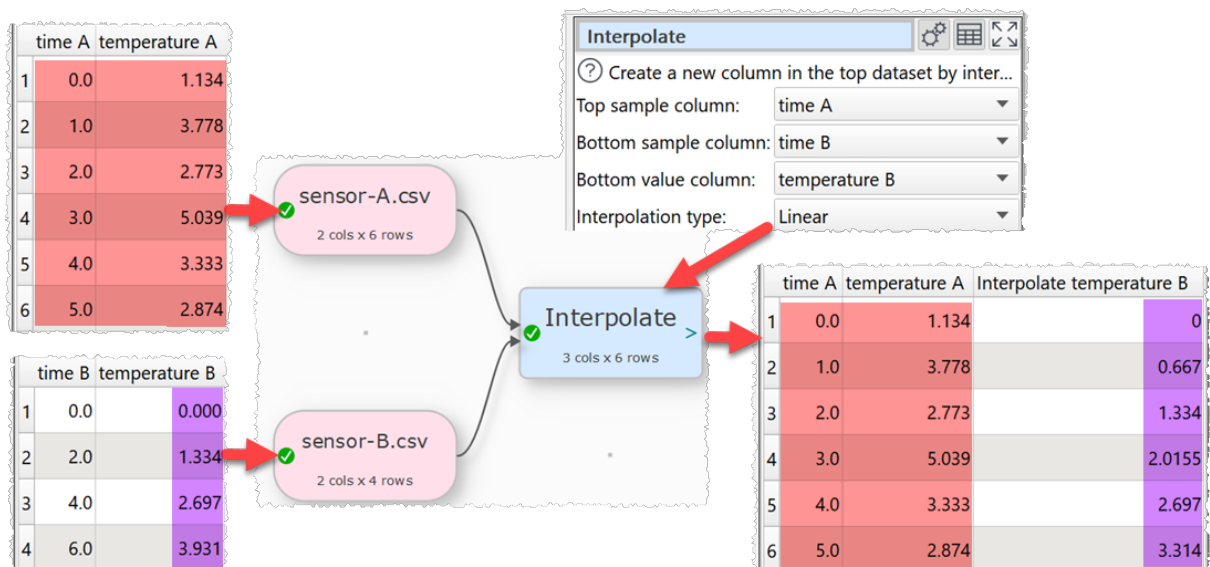 time A temperature A
1 0.0 1.134
2 1.0 3.778
3 2.0 2.773
4 3.0 5.039
5 4.0 3.333
6 5.0 2.874
time B temperature B
1 0.0 0.000
2 2.0 1.334
3 4.0 2.697
4 6.0 3.931
sensor-A.csv
2 cols x 6 rows
sensor-B.csv
2 cols x 4 rows
Interpolate
? Create a new column in the top dataset by inter...
Top sample column: time A
Bottom sample column: time B
Bottom value column: temperature B
Interpolation type: Linear
Interpolate >
3 cols x 6 rows
time A temperature A Interpolate temperature B
1 0.0 1.134 0
2 1.0 3.778 0.667
3 2.0 2.773 1.334
4 3.0 5.039 2.0155
5 4.0 3.333 2.697
6 5.0 2.874 3.314